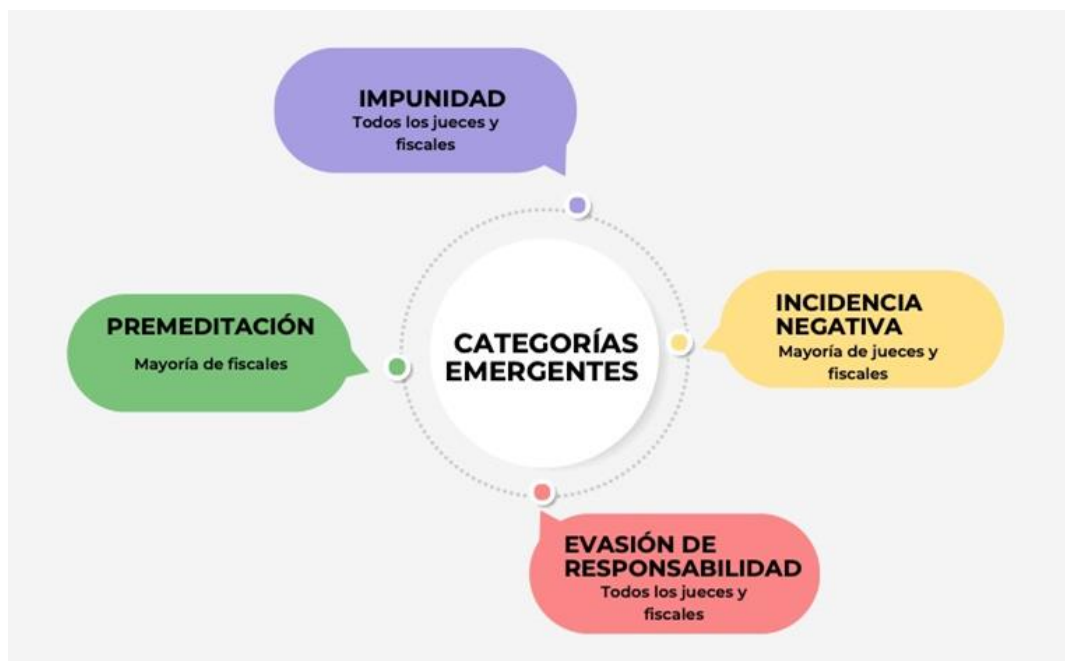 IMPUNIDAD
Todos los jueces y
fiscales
PREMEDITACIÓN
Mayoría de fiscales
CATEGORÍAS
EMERGENTES
INCIDENCIA
NEGATIVA
Mayoría de jueces y
fiscales
EVASIÓN DE
RESPONSABILIDAD
Todos los jueces y
fiscales